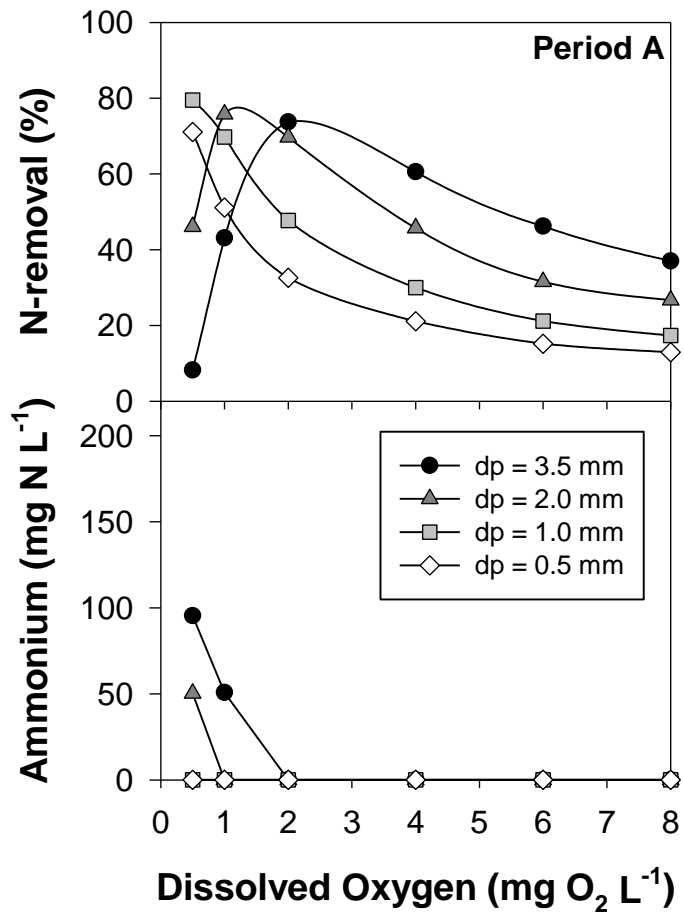 Period A
N-removal (%)
100
80
60
40
20
0
Ammonium (mg N L⁻¹)
200
150
100
50
0
dp = 3.5 mm
dp = 2.0 mm
dp = 1.0 mm
dp = 0.5 mm
0 1 2 3 4 5 6 7 8
Dissolved Oxygen (mg O₂ L⁻¹)